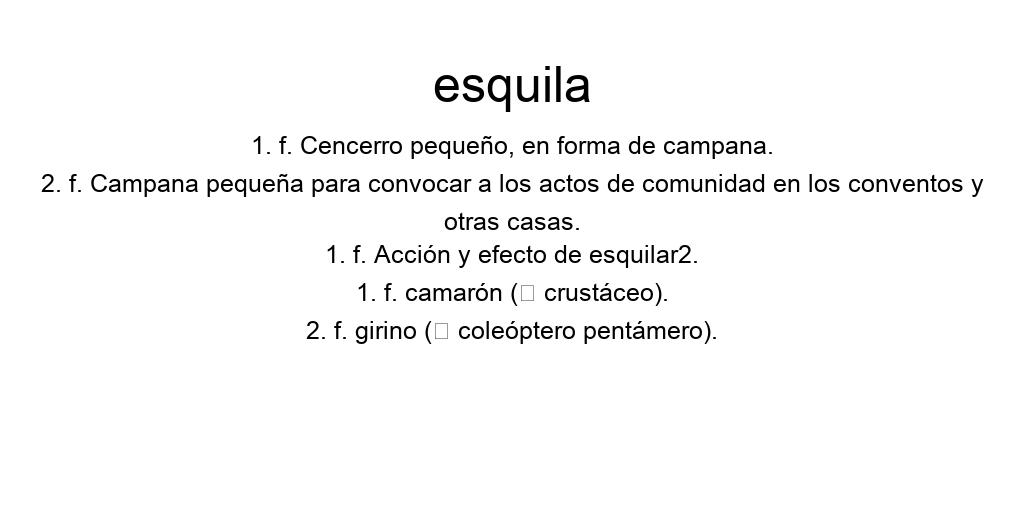 esquila
1. f. Cencerro pequeño, en forma de campana.
2. f. Campana pequeña para convocar a los actos de comunidad en los conventos y
otras casas.
1. f. Acción y efecto de esquilar2.
1. f. camarón (□ crustáceo).
2. f. girino (□ coleóptero pentámero).